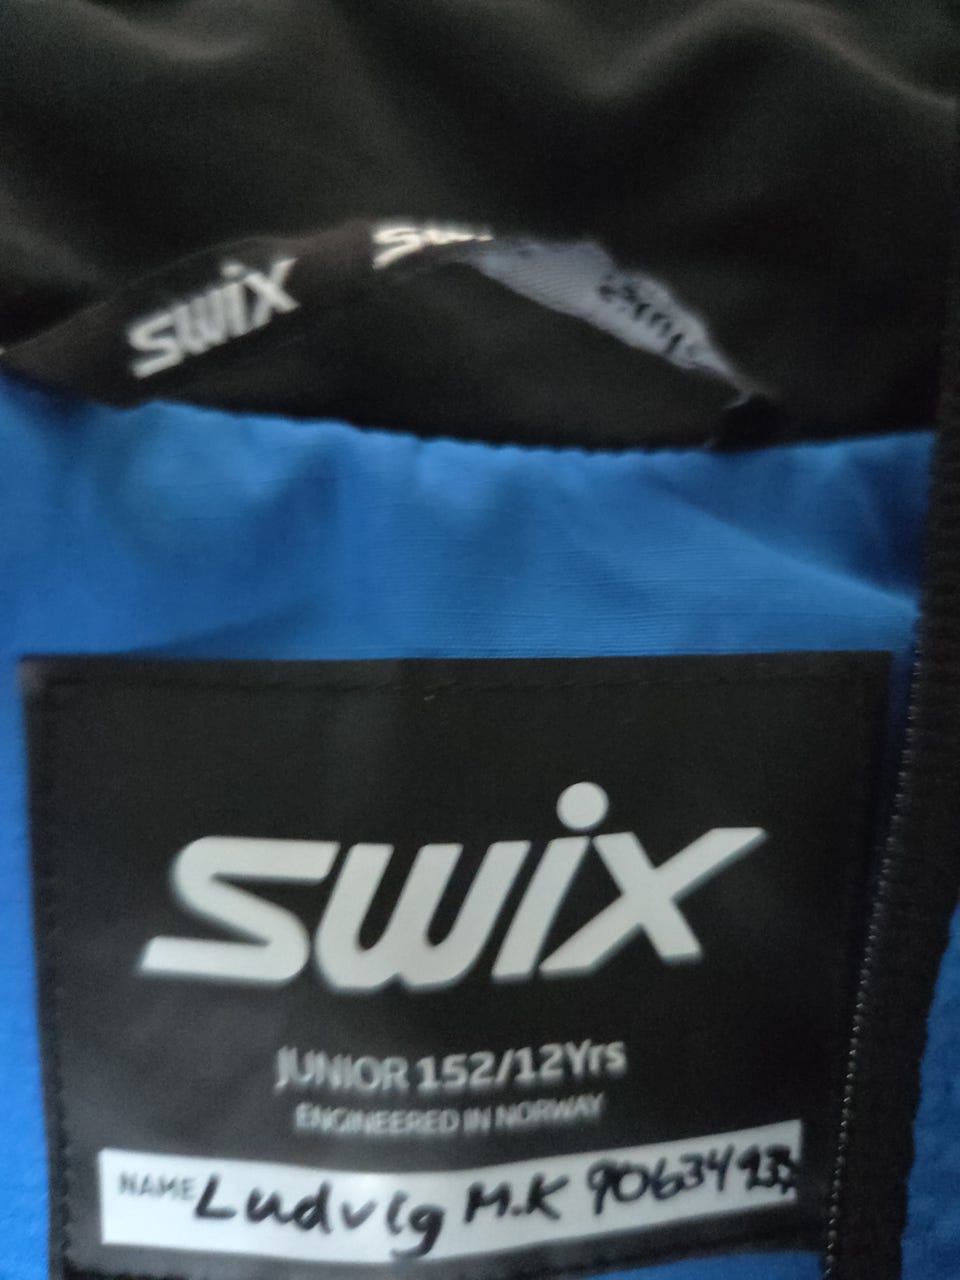 swix
swix
JUNIOR 152/12Yrs
ENGINEERED IN NORWAY
NAME Ludvig M.K